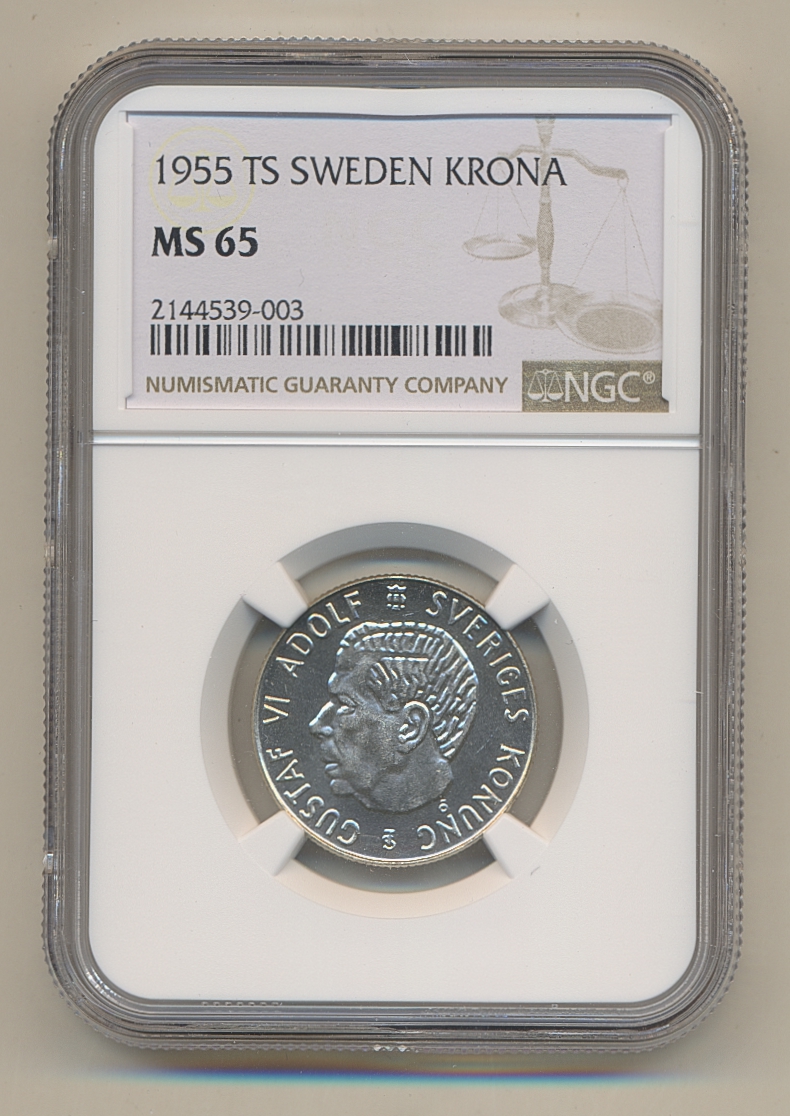 1955 TS SWEDEN KRONA
MS 65
2144539-003
NUMISMATIC GUARANTY COMPANY
NGC®
GUSTAF VI ADOLF SVERIGES KONUNG
TS